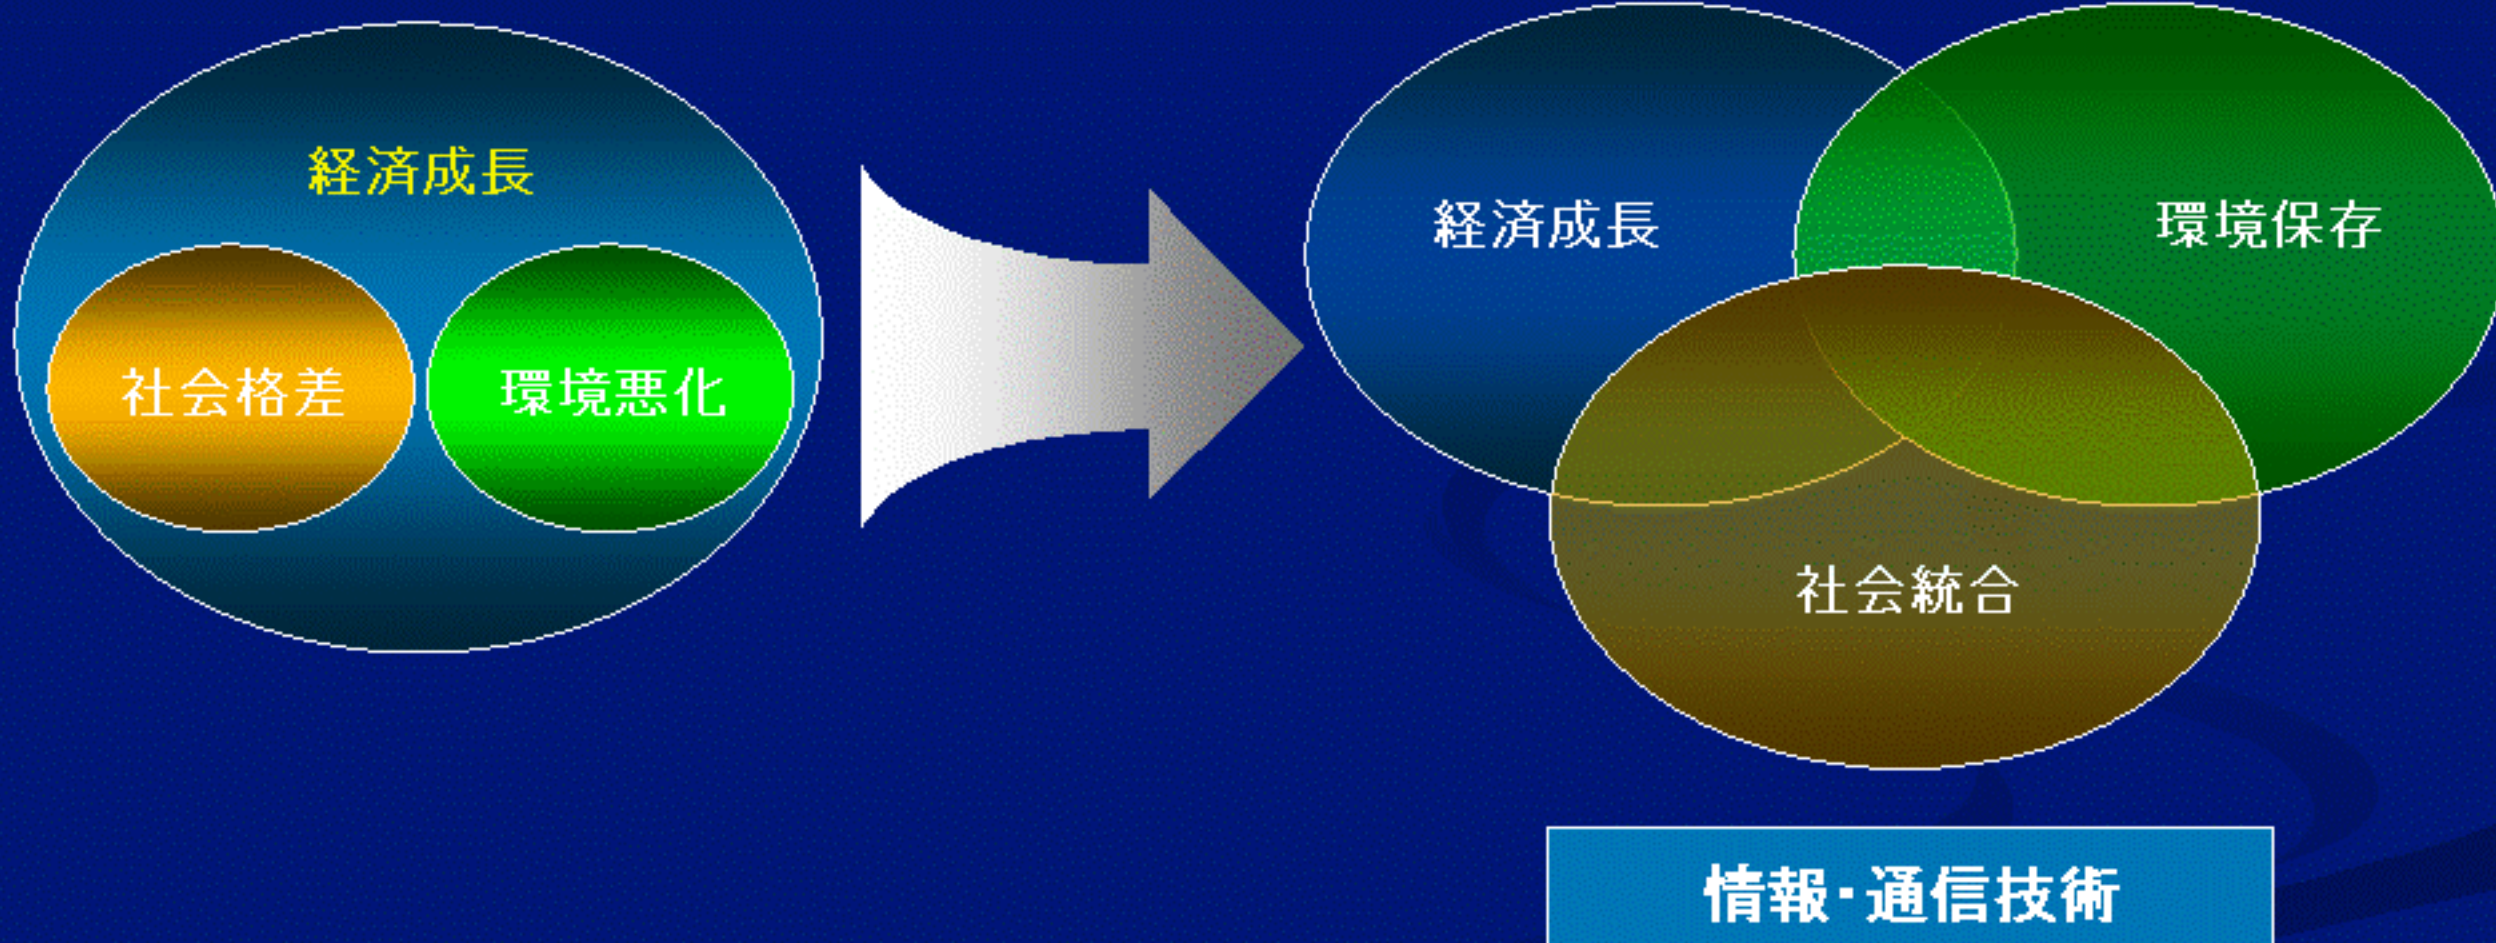 経済成長
社会格差
環境悪化
経済成長
環境保存
社会統合
情報・通信技術